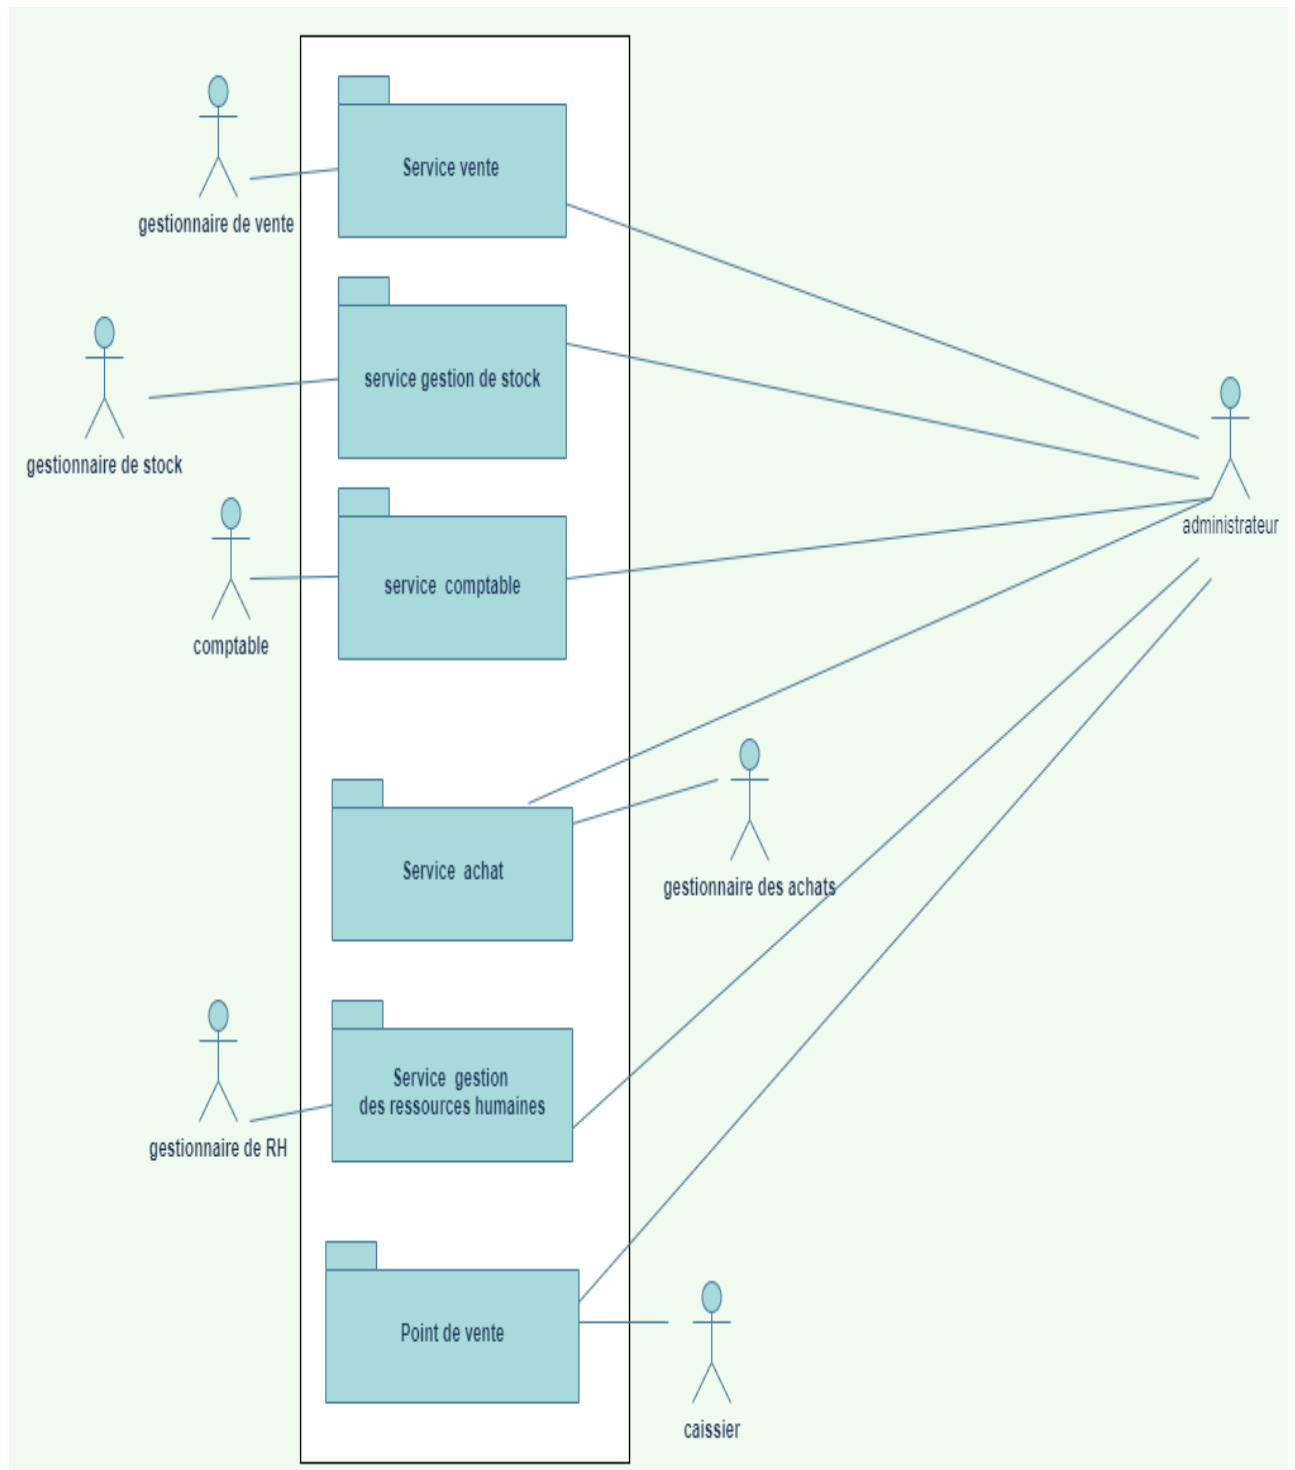 Service vente
gestionnaire de vente
service gestion de stock
gestionnaire de stock
administrateur
service comptable
comptable
Service achat
gestionnaire des achats
Service gestion
des ressources humaines
gestionnaire de RH
Point de vente
caissier